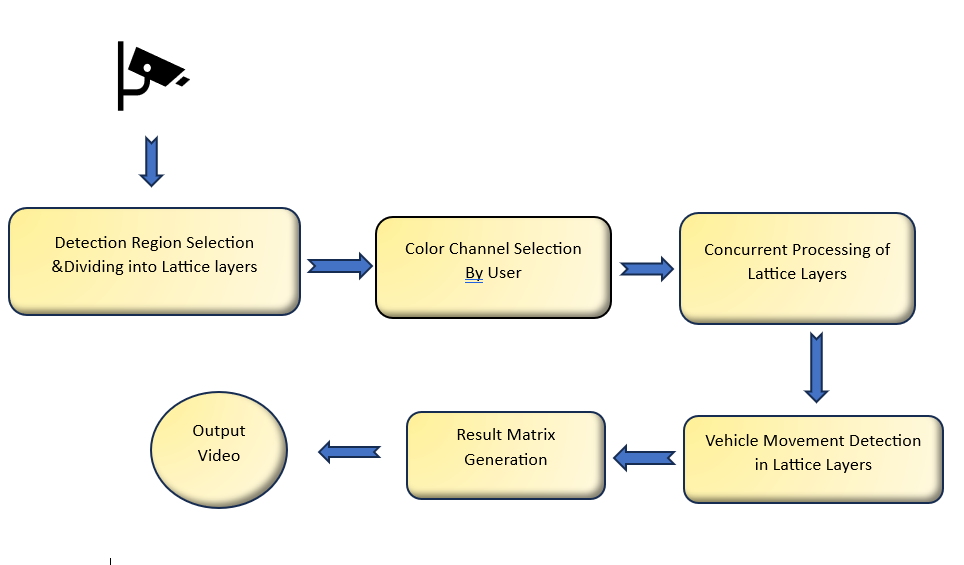 Detection Region Selection
&Dividing into Lattice layers
Color Channel Selection
By User
Concurrent Processing of
Lattice Layers
Vehicle Movement Detection
in Lattice Layers
Result Matrix
Generation
Output
Video